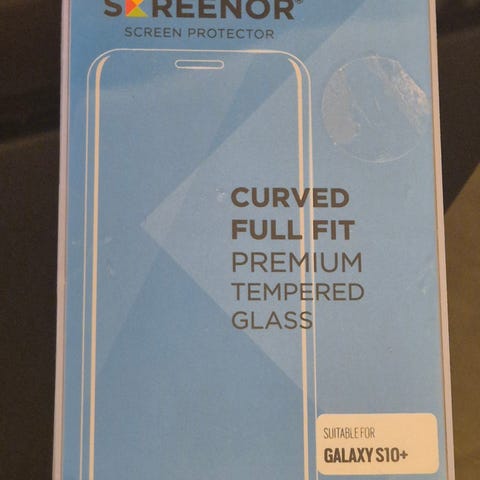 SCREENOR®
SCREEN PROTECTOR
CURVED
FULL FIT
PREMIUM
TEMPERED
GLASS
SUITABLE FOR
GALAXY S10+